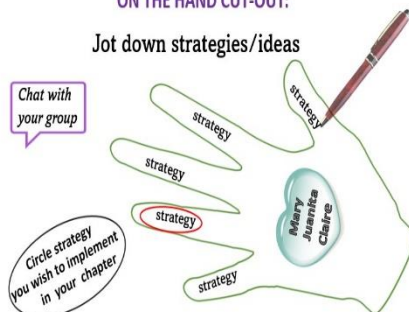 ON THE HAND CUT-OUT:
Jot down strategies/ideas
Chat with
your group
strategy
strategy
strategy
strategy
strategy
Mary
Juanita
Claire
Circle strategy
you wish to implement
in your chapter